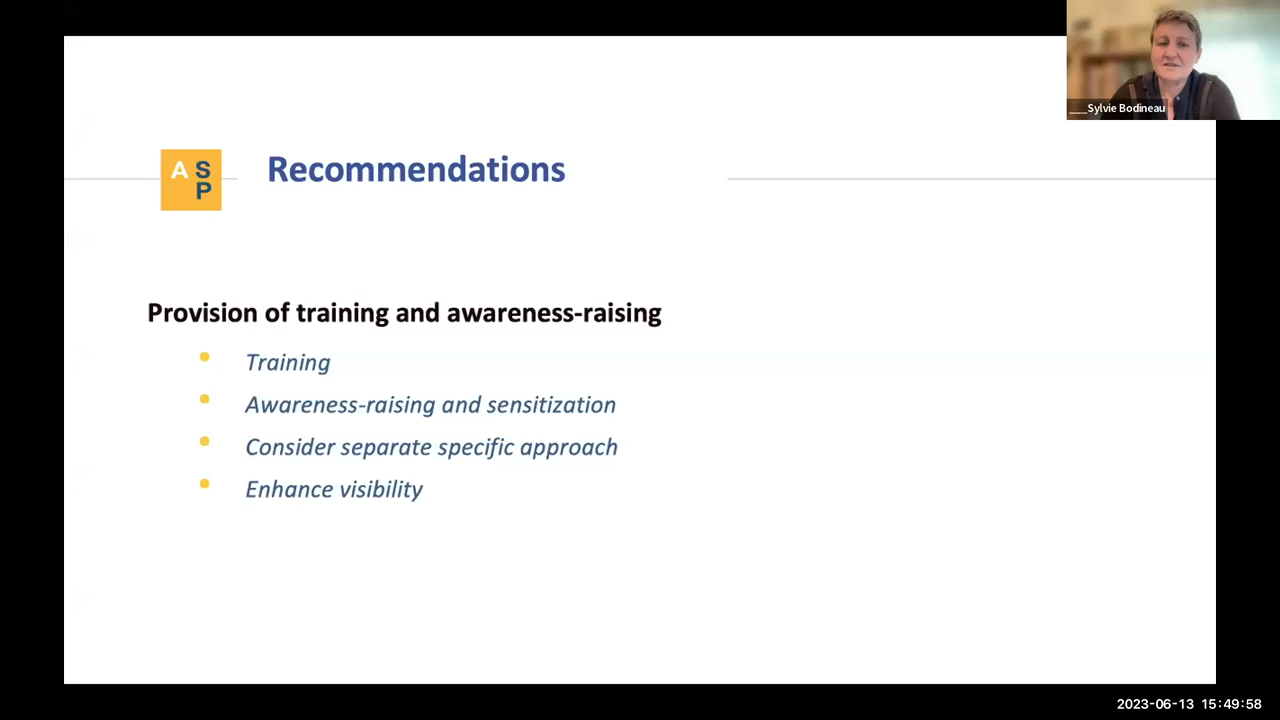 ___Sylvie Bodineau
A S
P
Recommendations
Provision of training and awareness-raising
• Training
• Awareness-raising and sensitization
• Consider separate specific approach
• Enhance visibility
2023-06-13 15:49:58